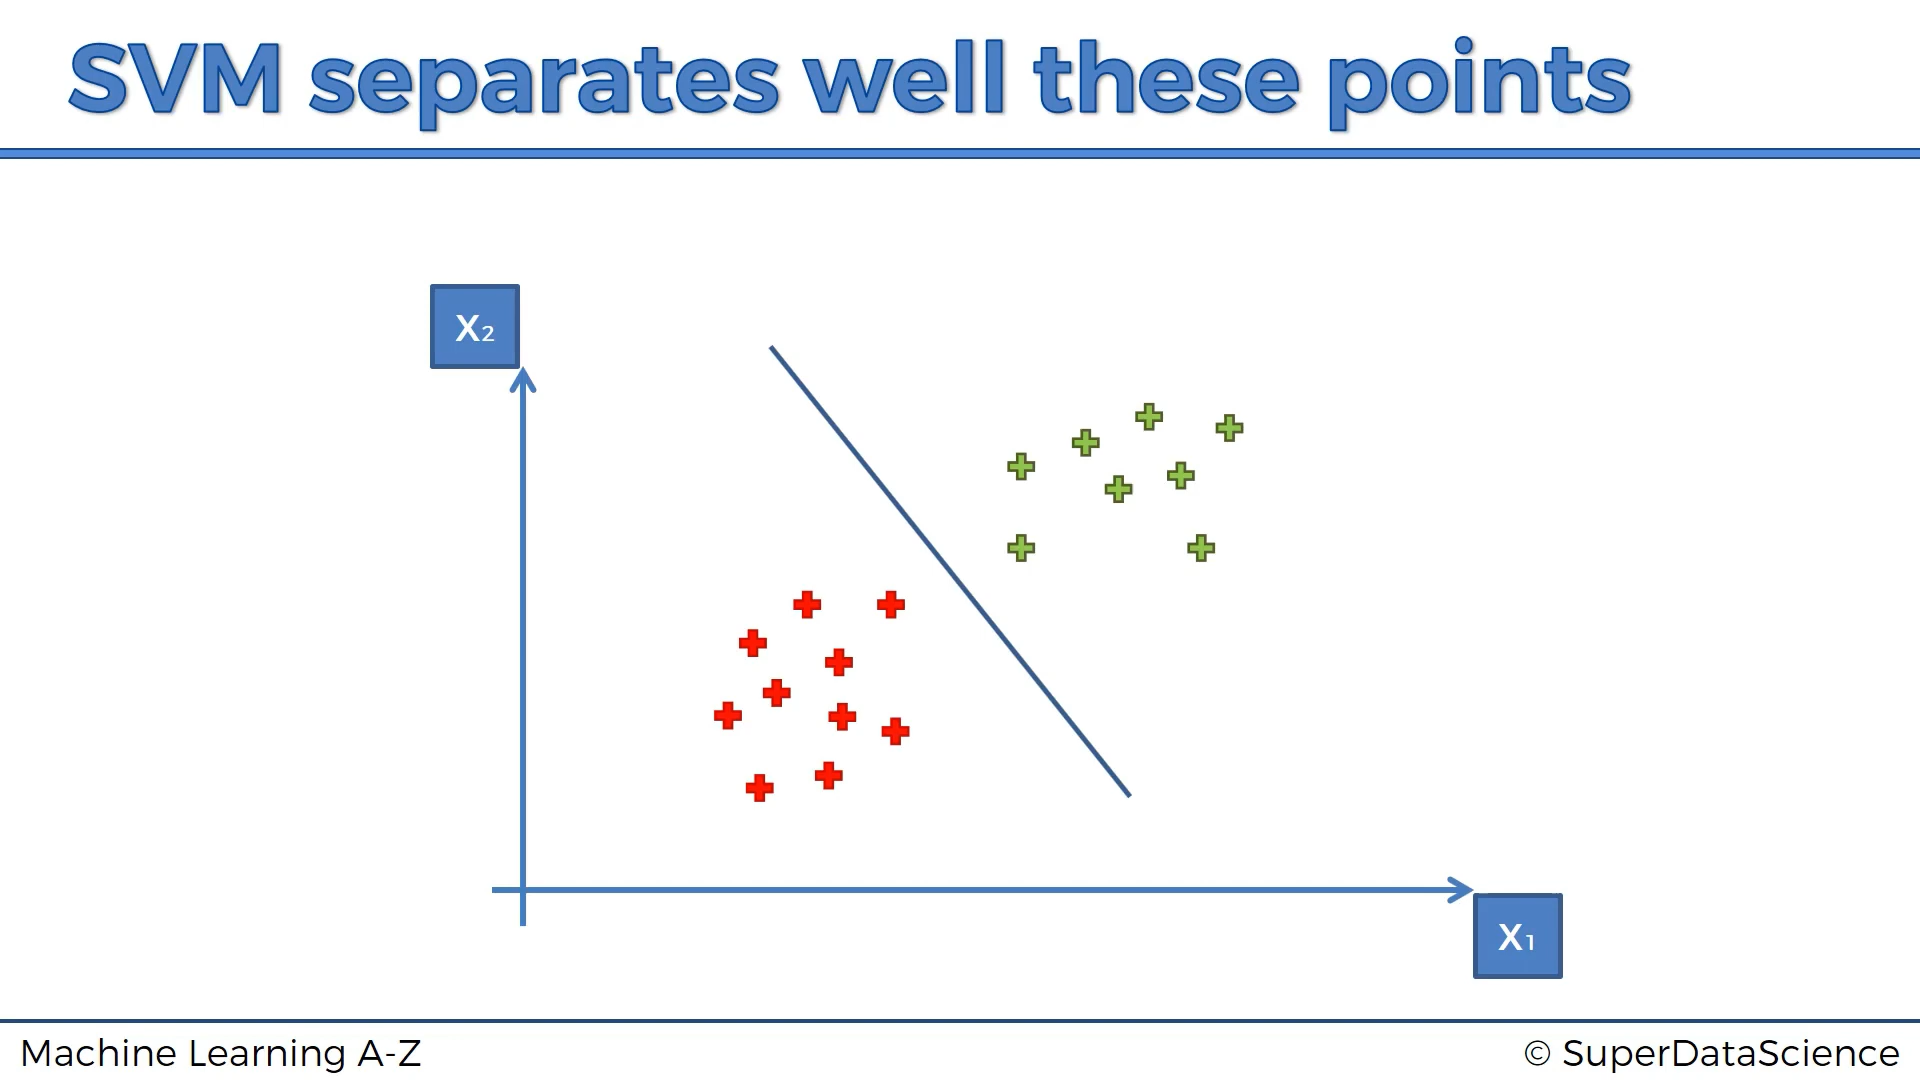 SVM separates well these points
X₂
X₁
Machine Learning A-Z
© SuperDataScience